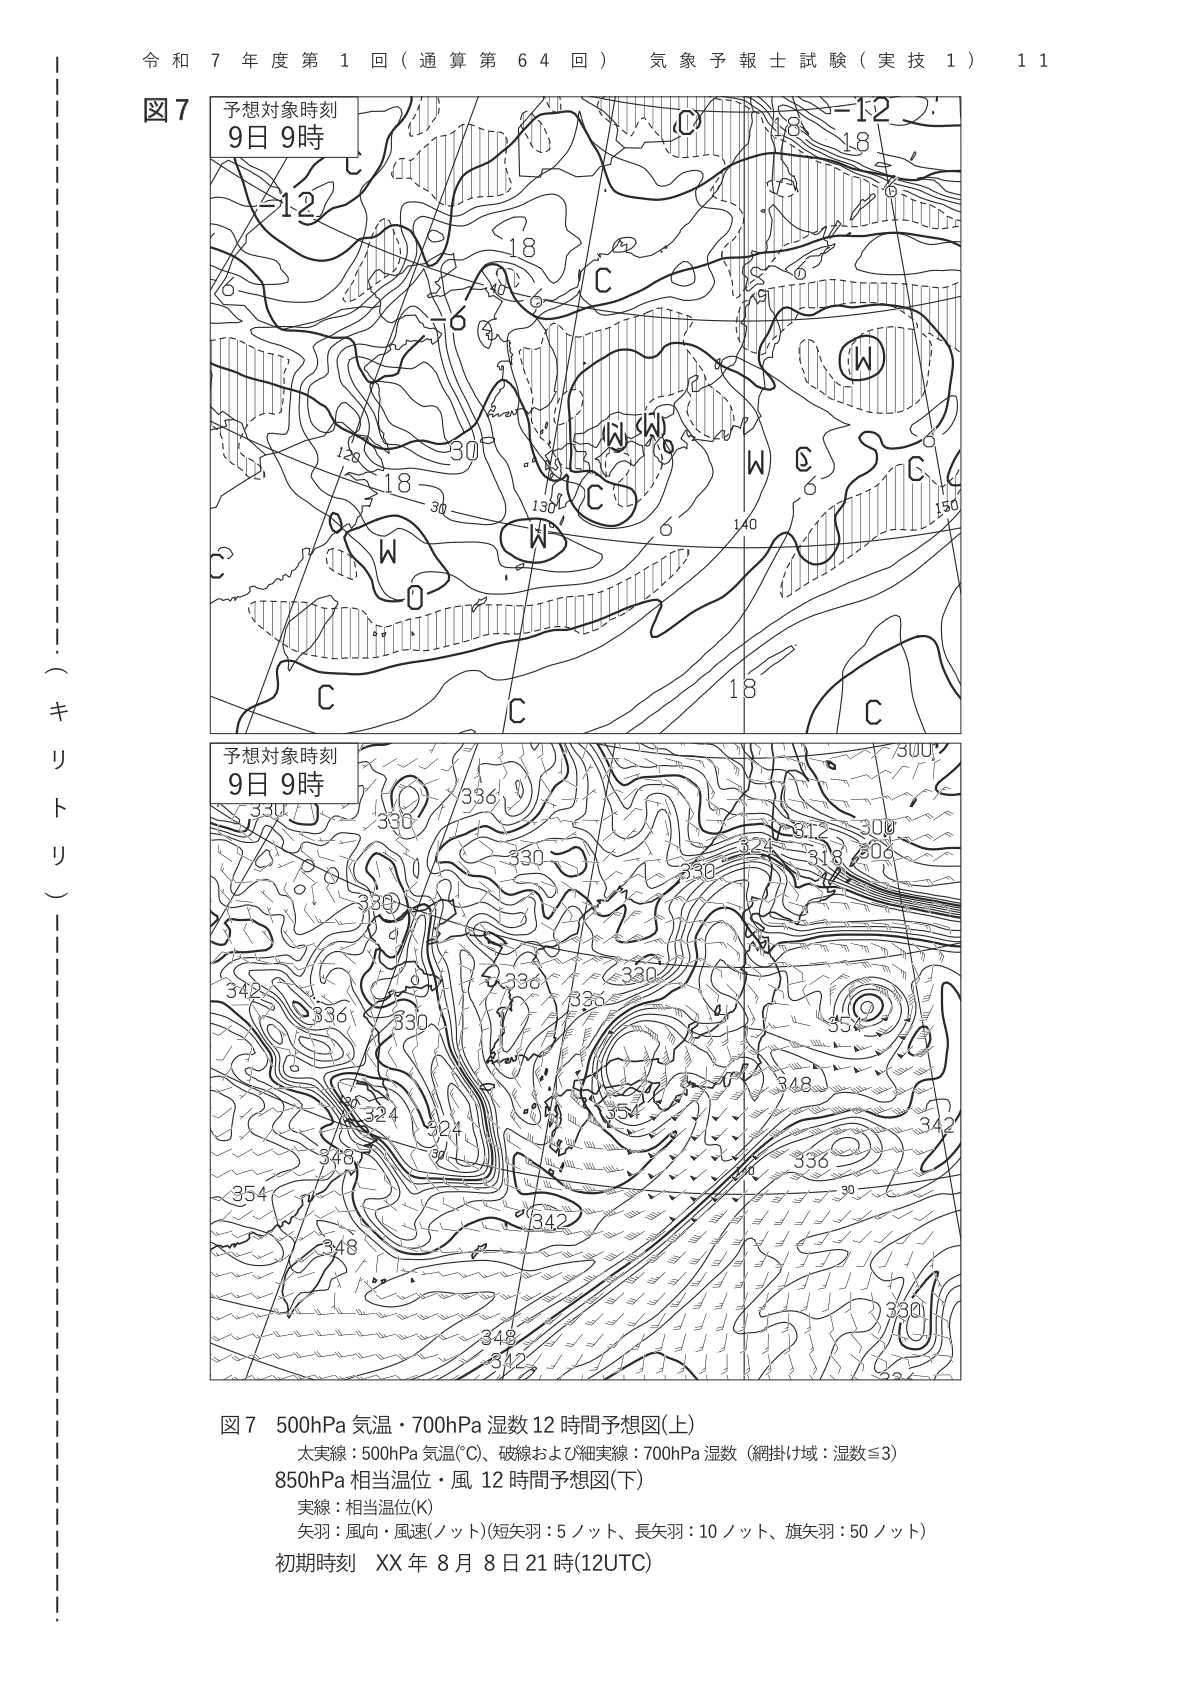 令和7年度第1回(通算第64回) 気象予報士試験(実技1) 11
図7
予想対象時刻
9日 9時
-12
C
18
18
C
-12
18
C
6
6
40
6
6
-6
W
W
W
30
120
W
C
C
18
C
6
6
30
130
140
150
W
W
6
C
0
C
C
18
C
予想対象時刻
9日 9時
300
336
330
330
312
300
324
318
306
330
330
330
336
330
342
336
336
330
354
348
354
324
324
342
30
348
336
140
30
354
342
348
330
348
342
(キリトリ)
図7 500hPa 気温・700hPa 湿数 12 時間予想図(上)
太実線:500hPa 気温(℃)、破線および細実線:700hPa 湿数 (網掛け域:湿数≦3)
850hPa 相当温位・風 12 時間予想図(下)
実線:相当温位(K)
矢羽:風向・風速(ノット)(短矢羽:5 ノット、長矢羽:10 ノット、旗矢羽:50 ノット)
初期時刻 XX 年 8 月 8 日 21 時(12UTC)